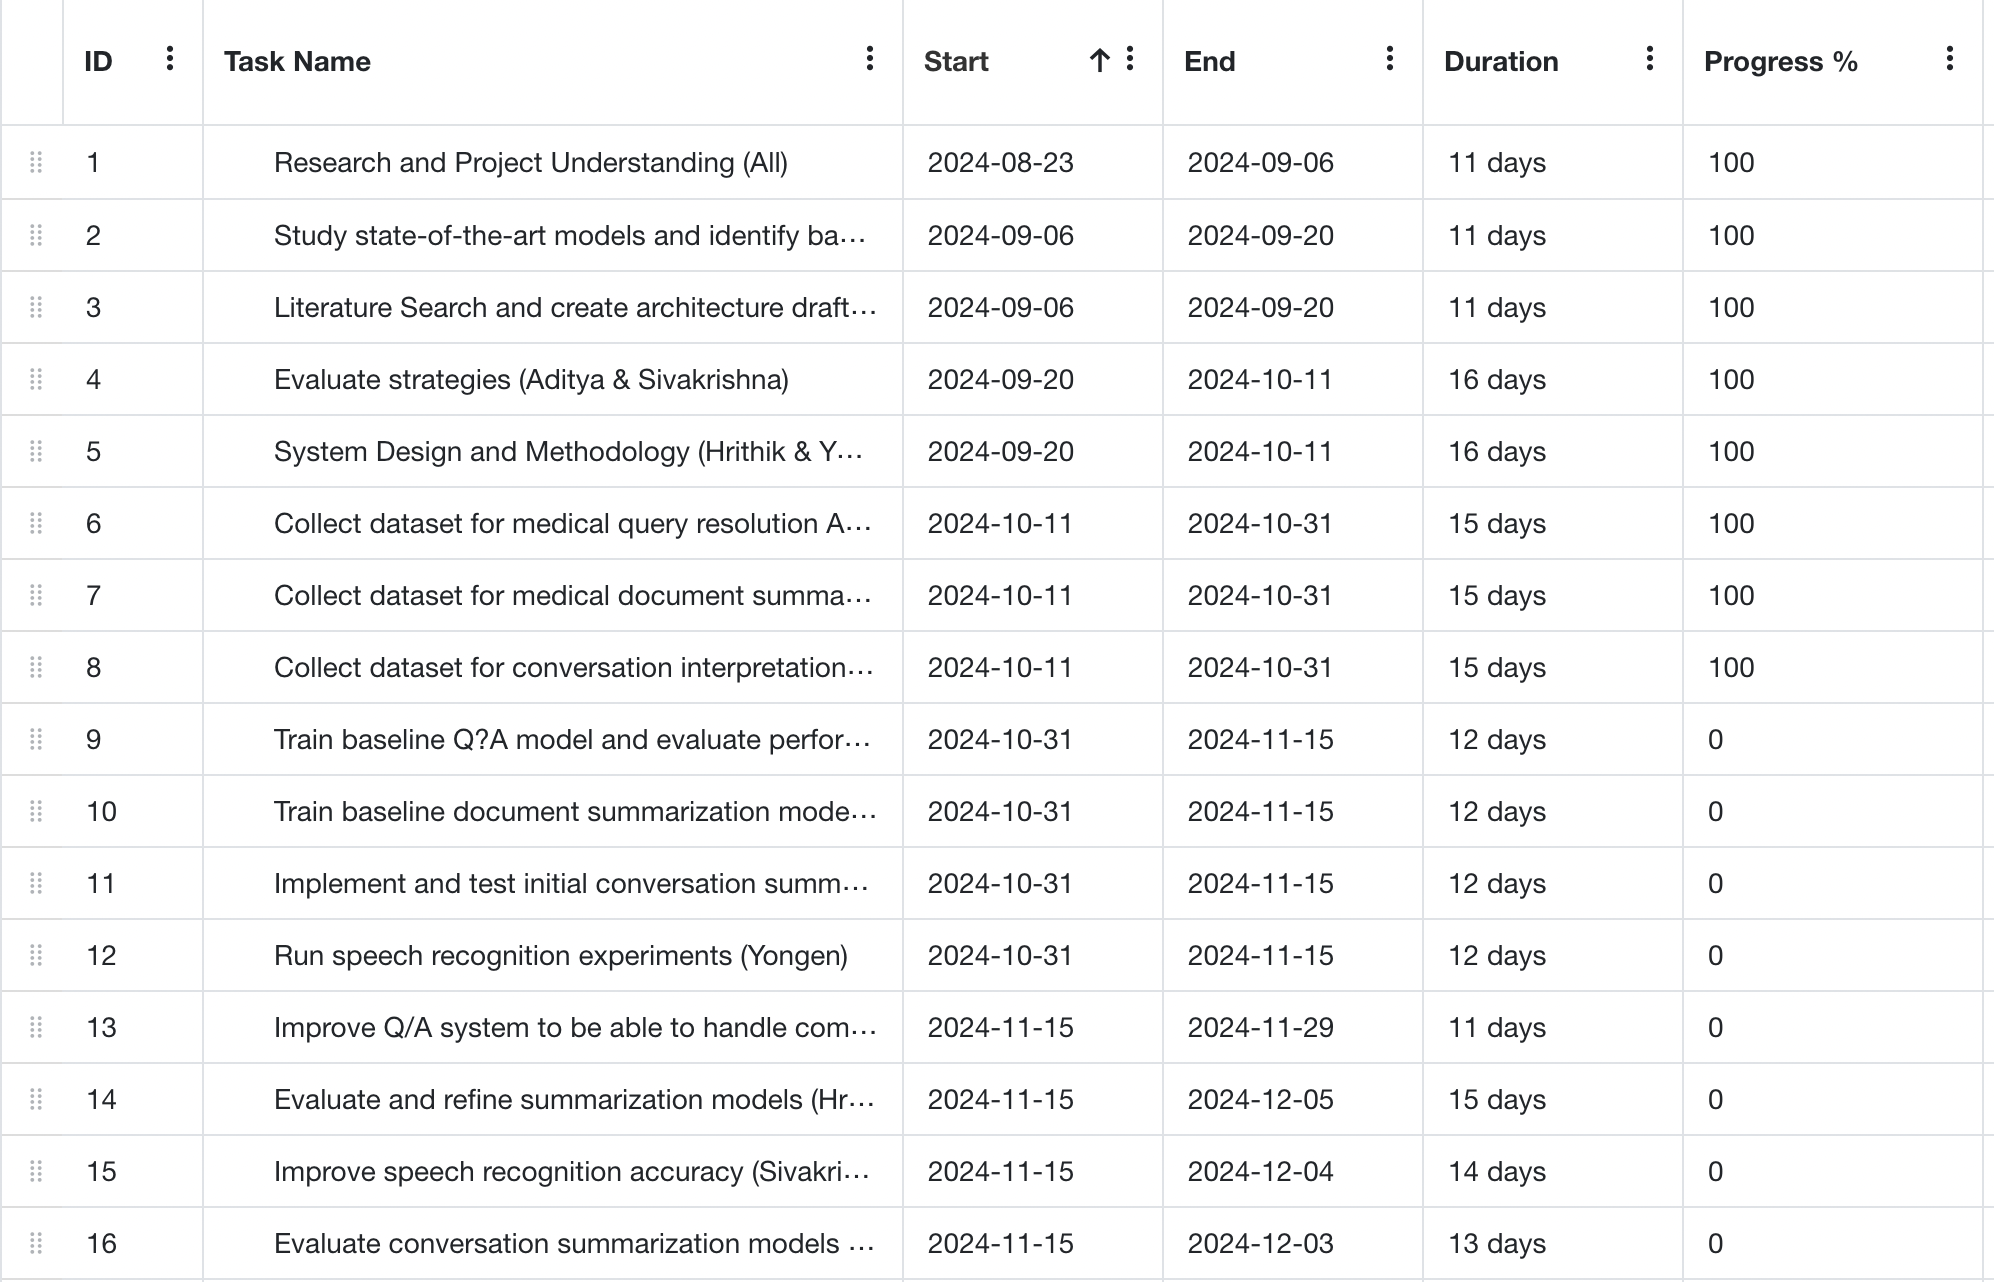 ID Task Name Start End Duration Progress %
1 Research and Project Understanding (All) 2024-08-23 2024-09-06 11 days 100
2 Study state-of-the-art models and identify ba... 2024-09-06 2024-09-20 11 days 100
3 Literature Search and create architecture draft... 2024-09-06 2024-09-20 11 days 100
4 Evaluate strategies (Aditya & Sivakrishna) 2024-09-20 2024-10-11 16 days 100
5 System Design and Methodology (Hrithik & Y... 2024-09-20 2024-10-11 16 days 100
6 Collect dataset for medical query resolution A... 2024-10-11 2024-10-31 15 days 100
7 Collect dataset for medical document summa... 2024-10-11 2024-10-31 15 days 100
8 Collect dataset for conversation interpretation... 2024-10-11 2024-10-31 15 days 100
9 Train baseline Q?A model and evaluate perfor... 2024-10-31 2024-11-15 12 days 0
10 Train baseline document summarization mode... 2024-10-31 2024-11-15 12 days 0
11 Implement and test initial conversation summ... 2024-10-31 2024-11-15 12 days 0
12 Run speech recognition experiments (Yongen) 2024-10-31 2024-11-15 12 days 0
13 Improve Q/A system to be able to handle com... 2024-11-15 2024-11-29 11 days 0
14 Evaluate and refine summarization models (Hr... 2024-11-15 2024-12-05 15 days 0
15 Improve speech recognition accuracy (Sivakri... 2024-11-15 2024-12-04 14 days 0
16 Evaluate conversation summarization models ... 2024-11-15 2024-12-03 13 days 0